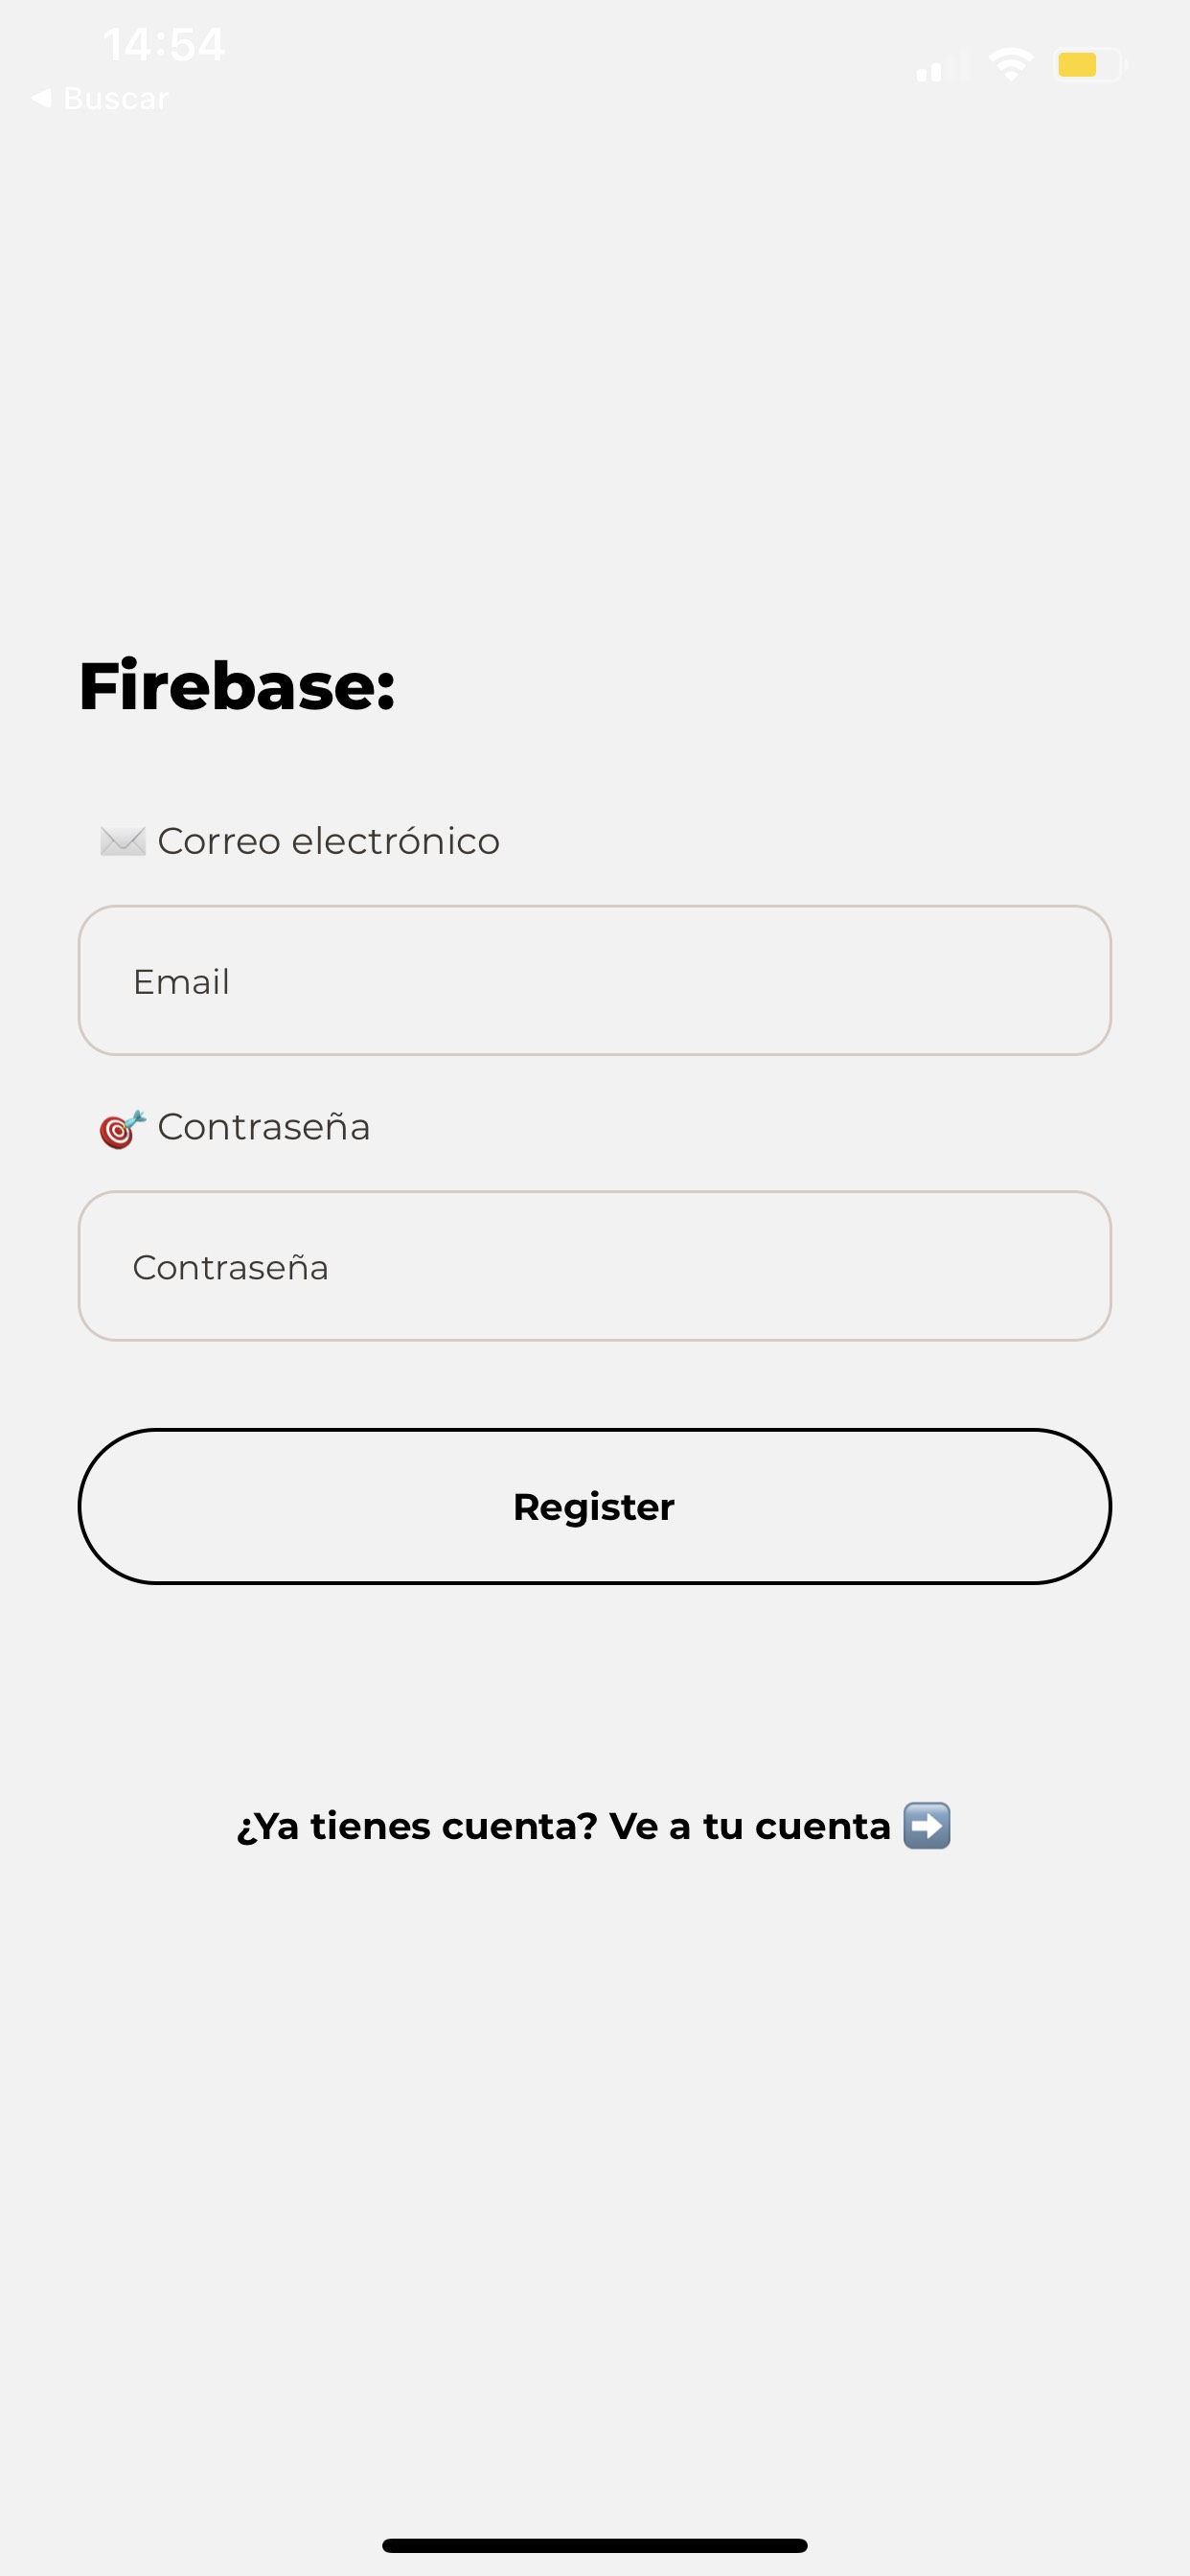 14:54
◀ Buscar
Firebase:
✉️ Correo electrónico
Email
🎯 Contraseña
Contraseña
Register
¿Ya tienes cuenta? Ve a tu cuenta ➡️